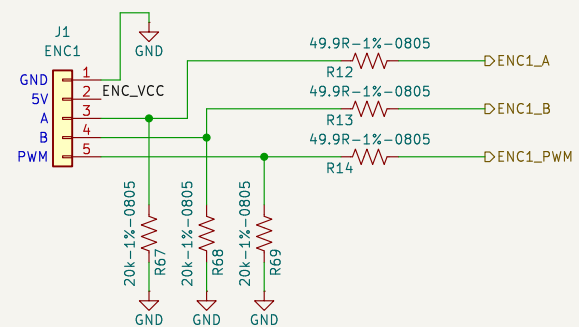 J1
ENC1
GND
5V
A
B
PWM
1
2
3
4
5
ENC_VCC
GND
49.9R-1%-0805
R12
ENC1_A
49.9R-1%-0805
R13
ENC1_B
49.9R-1%-0805
R14
ENC1_PWM
20k-1%-0805
R67
20k-1%-0805
R68
20k-1%-0805
R69
GND
GND
GND